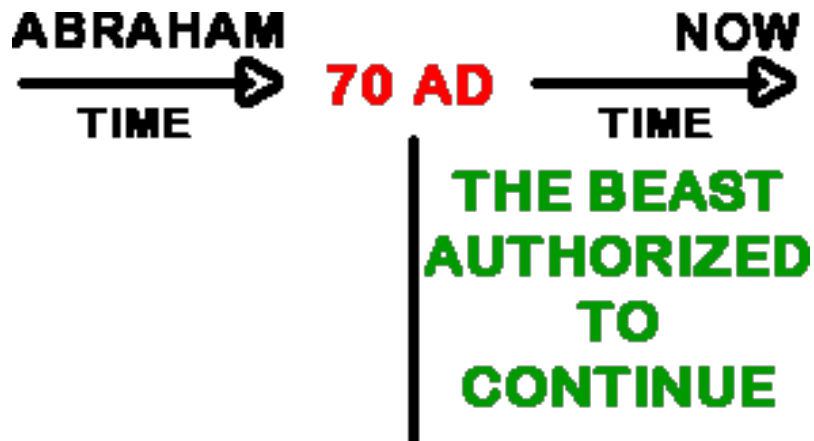 ABRAHAM
NOW
70 AD
TIME
TIME
THE BEAST
AUTHORIZED
TO
CONTINUE